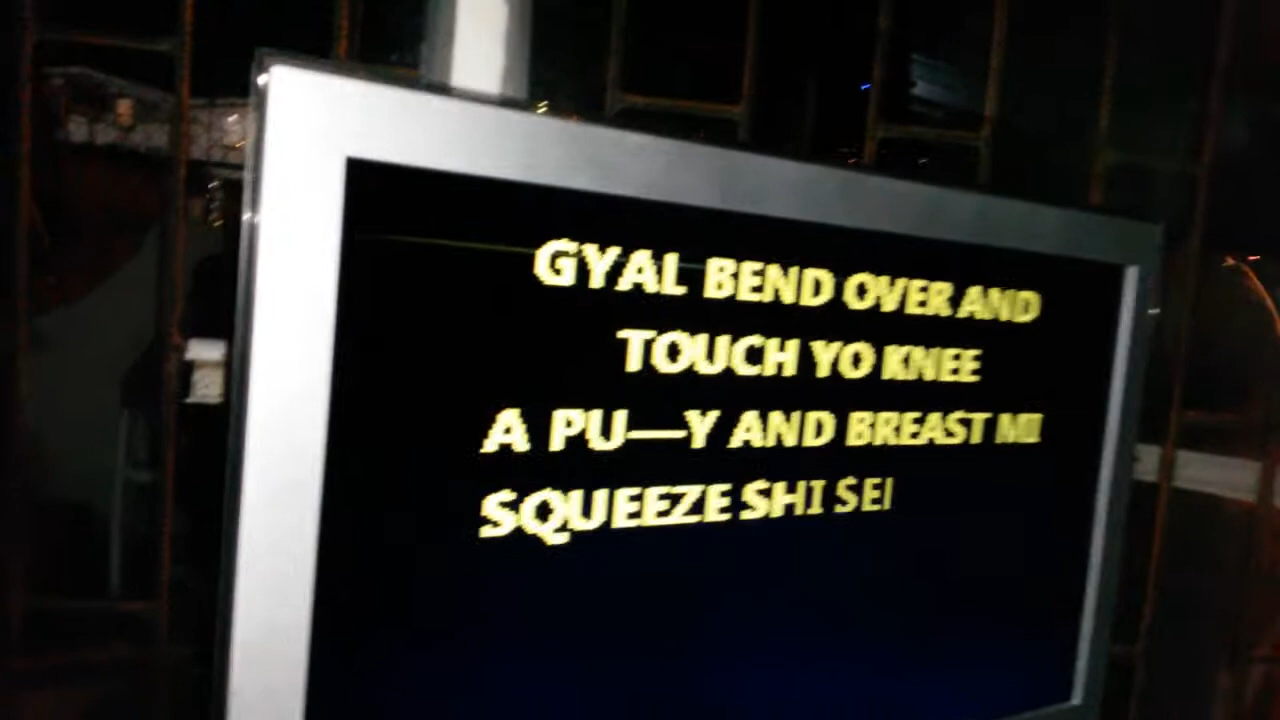 GYAL BEND OVER AND
TOUCH YO KNEE
A PU—Y AND BREAST MI
SQUEEZE SHI SEI